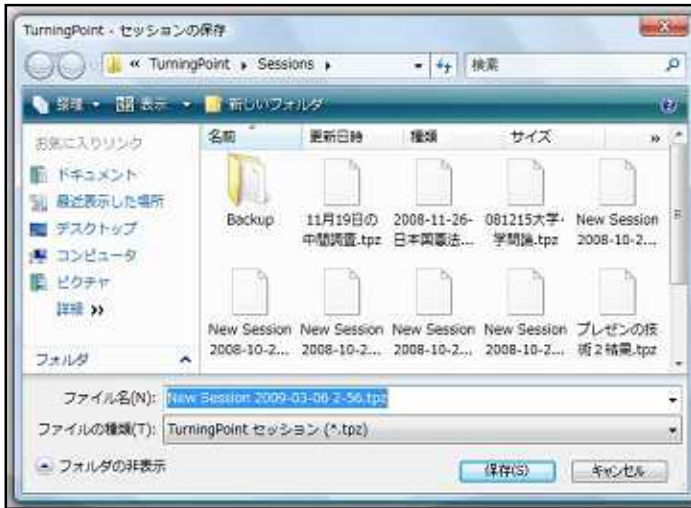 TurningPoint - セッションの保存
« TurningPoint ▸ Sessions ▸
検索
整理 表示 新しいフォルダ
お気に入りリンク
ドキュメント
最近表示した場所
デスクトップ
コンピュータ
ピクチャ
詳細 »
フォルダ
名前 更新日時 種類 サイズ »
Backup
11月19日の中間調査.tpz
2008-11-26-日本国憲法...
081215大学・学問論.tpz
New Session 2008-10-2...
New Session 2008-10-2...
New Session 2008-10-2...
New Session 2008-10-2...
New Session 2008-10-2...
プレゼンの技術2結果.tpz
ファイル名(N): New Session 2009-03-06 2-56.tpz
ファイルの種類(T): TurningPoint セッション (*.tpz)
フォルダの非表示
保存(S) キャンセル